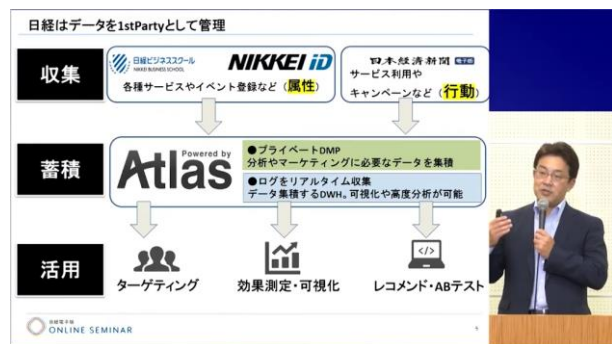 日経はデータを1stPartyとして管理
収集
日経ビジネススクール
NIKKEI BUSINESS SCHOOL
NIKKEI iD
各種サービスやイベント登録など（属性）
日本経済新聞 電子版
サービス利用や
キャンペーンなど（行動）
蓄積
Powered by
Atlas
●プライベートDMP
分析やマーケティングに必要なデータを集積
●ログをリアルタイム収集
データ集積するDWH。可視化や高度分析が可能
活用
ターゲティング
効果測定・可視化
</>
レコメンド・ABテスト
日経電子版
ONLINE SEMINAR